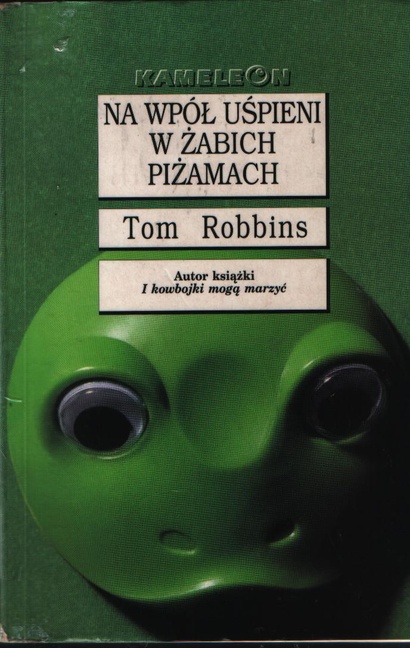 KAMELEON
NA WPÓŁ UŚPIENI
W ŻABICH
PIŻAMACH
Tom Robbins
Autor książki
I kowbojki mogą marzyć